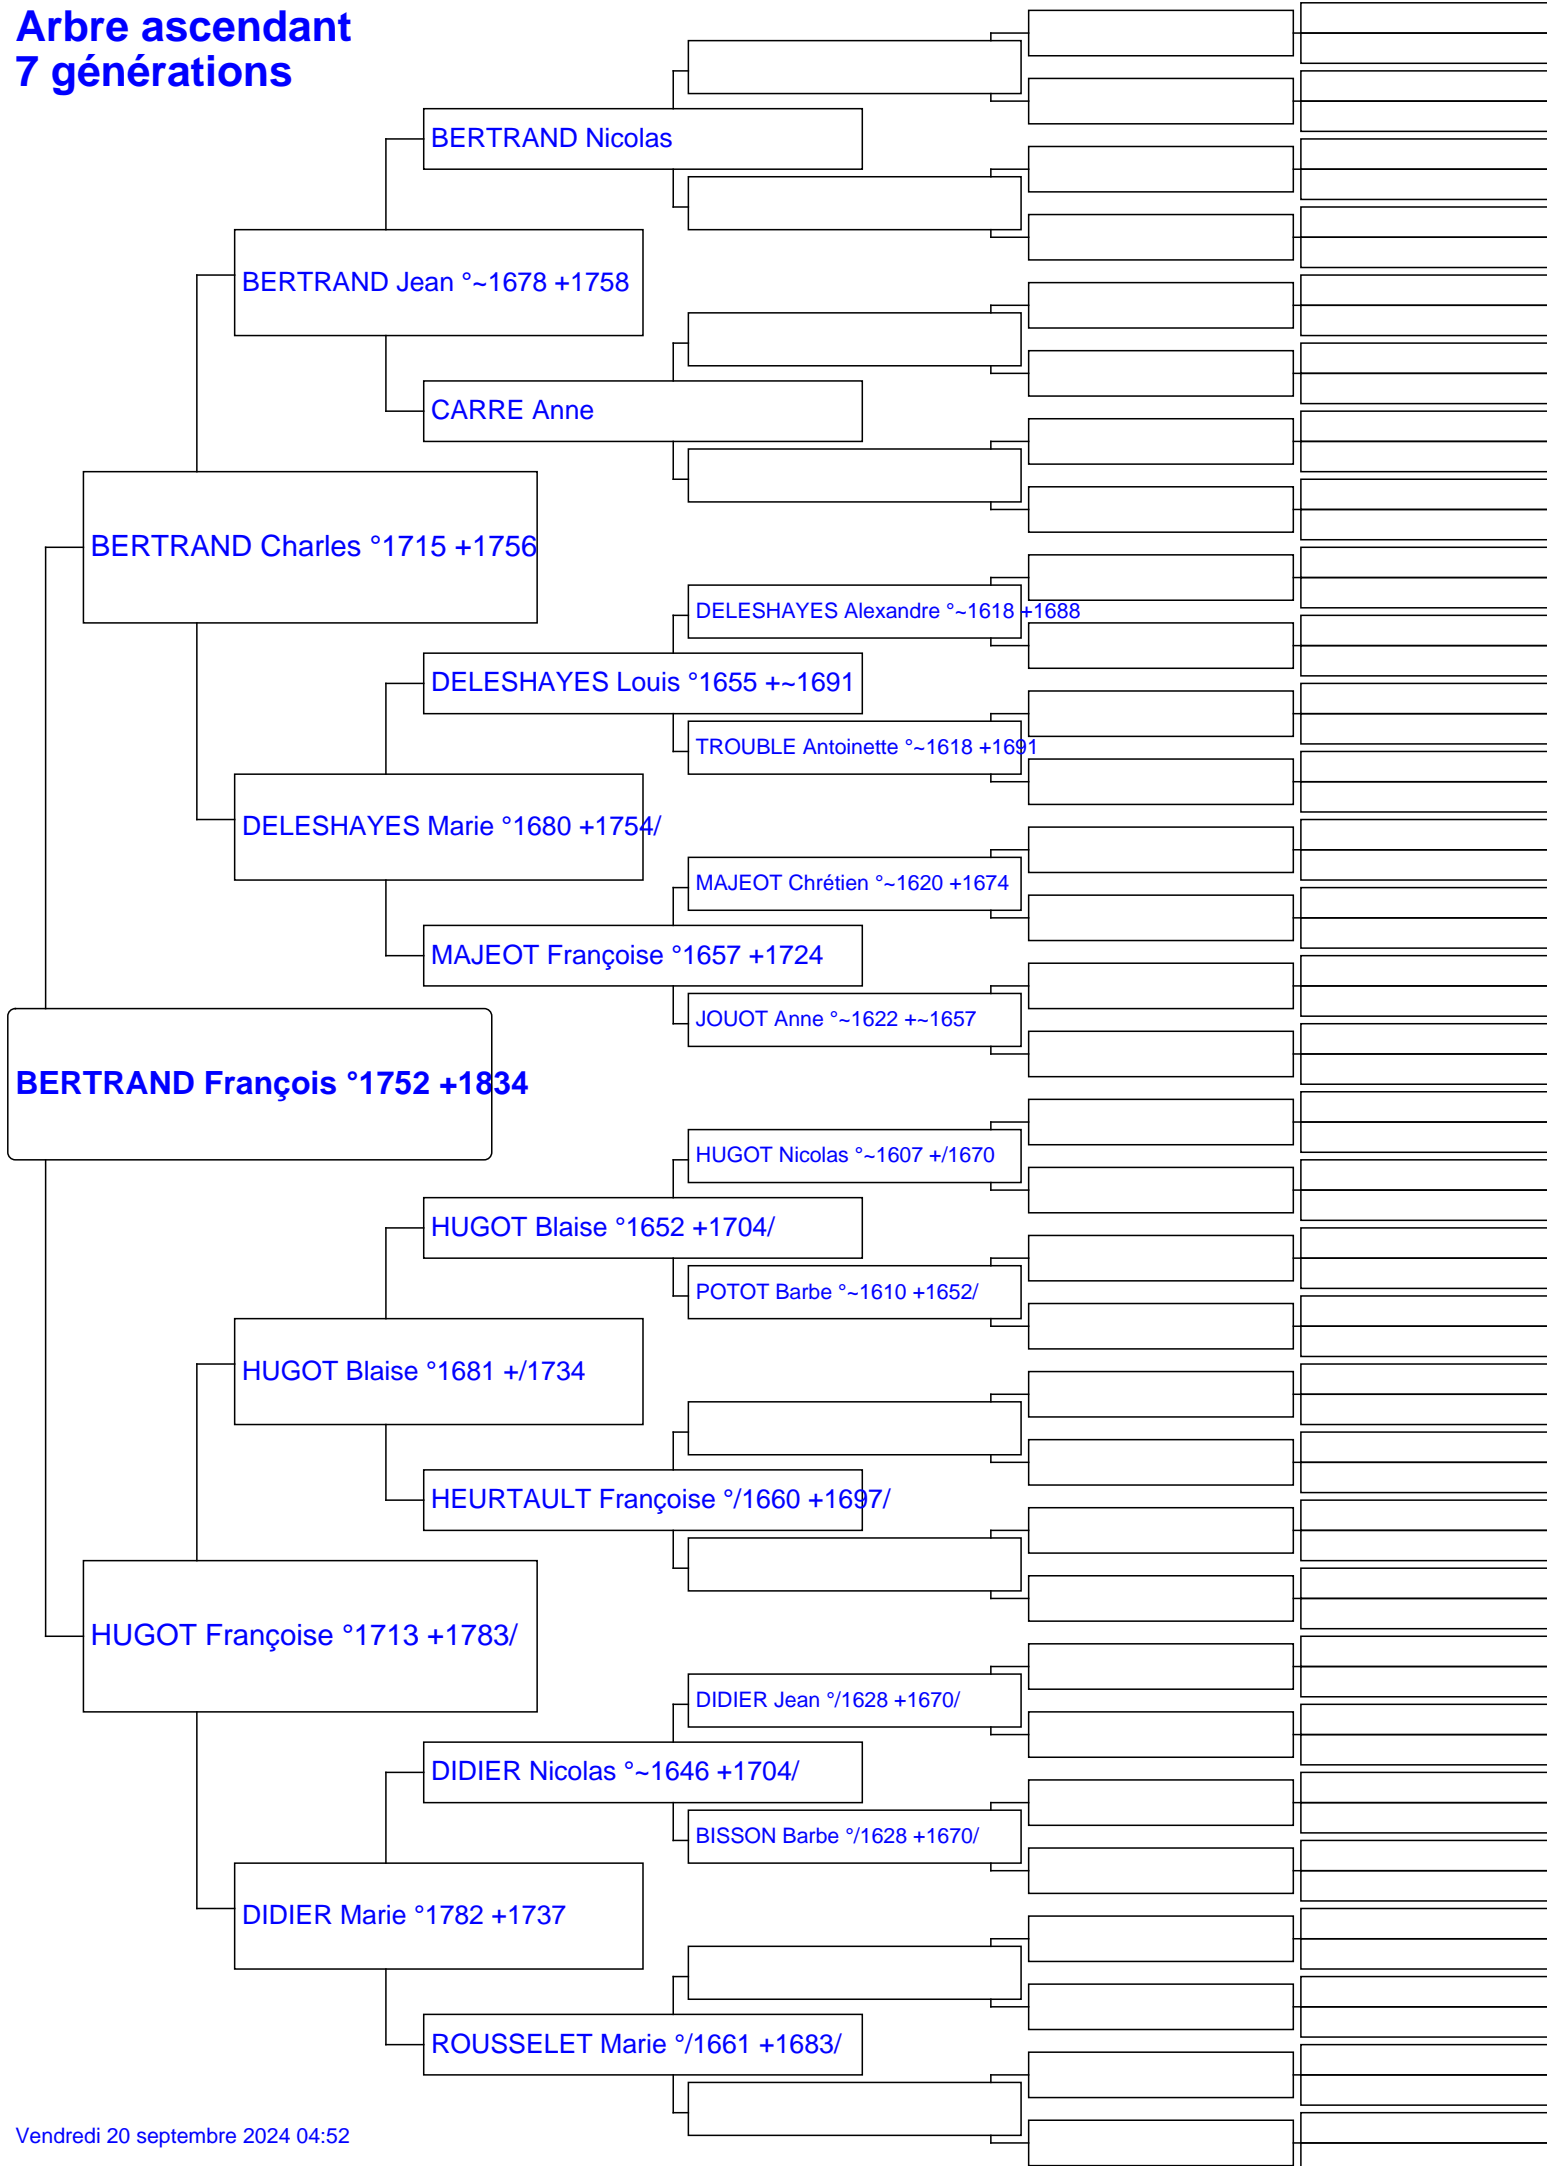 Arbre ascendant
7 générations
BERTRAND Nicolas
BERTRAND Jean °~1678 +1758
CARRE Anne
BERTRAND Charles °1715 +1756
DELESHAYES Alexandre °~1618 +1688
DELESHAYES Louis °1655 +~1691
TROUBLE Antoinette °~1618 +1691
DELESHAYES Marie °1680 +1754/
MAJEOT Chrétien °~1620 +1674
MAJEOT Françoise °1657 +1724
JOUOT Anne °~1622 +~1657
BERTRAND François °1752 +1834
HUGOT Nicolas °~1607 +/1670
HUGOT Blaise °1652 +1704/
POTOT Barbe °~1610 +1652/
HUGOT Blaise °1681 +/1734
HEURTAULT Françoise °/1660 +1697/
HUGOT Françoise °1713 +1783/
DIDIER Jean °/1628 +1670/
DIDIER Nicolas °~1646 +1704/
BISSON Barbe °/1628 +1670/
DIDIER Marie °1782 +1737
ROUSSELET Marie °/1661 +1683/
Vendredi 20 septembre 2024 04:52